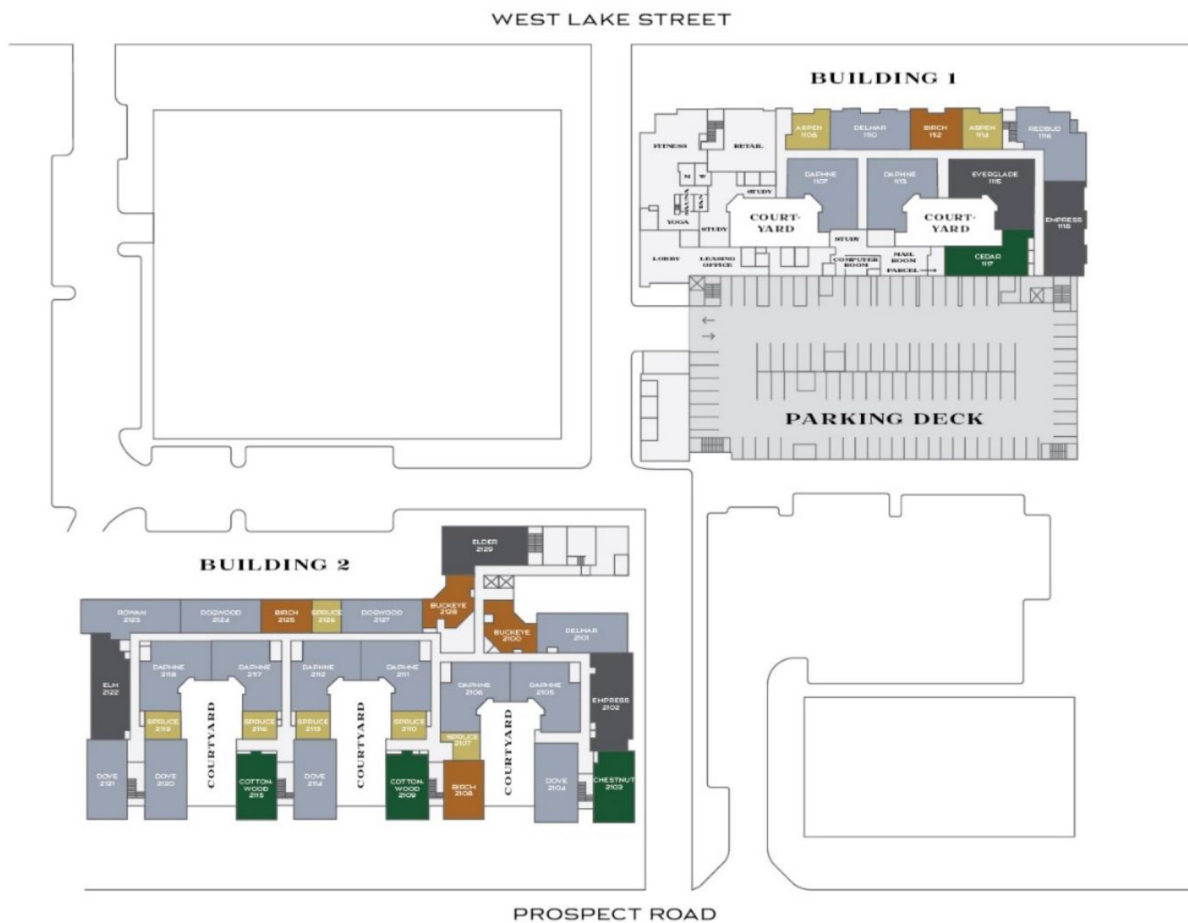 WEST LAKE STREET
BUILDING 1
ASPEN
1108
DELMAR
1110
BIRCH
1112
ASPEN
1114
REDBUD
1116
FITNESS
RETAIL
M
W
SAUNA
TAN
STUDY
DAPHNE
1107
DAPHNE
1113
EVERGLADE
1115
EMPRESS
1118
YOGA
STUDY
COURT-
YARD
COURT-
YARD
STUDY
LOBBY
LEASING
OFFICE
COMPUTER
ROOM
MAIL
ROOM
PARCEL
CEDAR
1117
PARKING DECK
BUILDING 2
ELDER
2129
ROWAN
2123
DOGWOOD
2124
BIRCH
2125
SPRUCE
2126
DOGWOOD
2127
BUCKEYE
2128
BUCKEYE
2100
DELMAR
2101
ELM
2122
DAPHNE
2118
DAPHNE
2117
DAPHNE
2112
DAPHNE
2111
DAPHNE
2106
DAPHNE
2105
EMPRESS
2102
SPRUCE
SPRUCE
2116
SPRUCE
2113
SPRUCE
2110
SPRUCE
2107
COURTYARD
COURTYARD
COURTYARD
DOVE
2121
DOVE
2120
COTTON-
WOOD
2115
DOVE
2114
COTTON-
WOOD
2109
BIRCH
2108
DOVE
2104
CHESTNUT
2103
PROSPECT ROAD